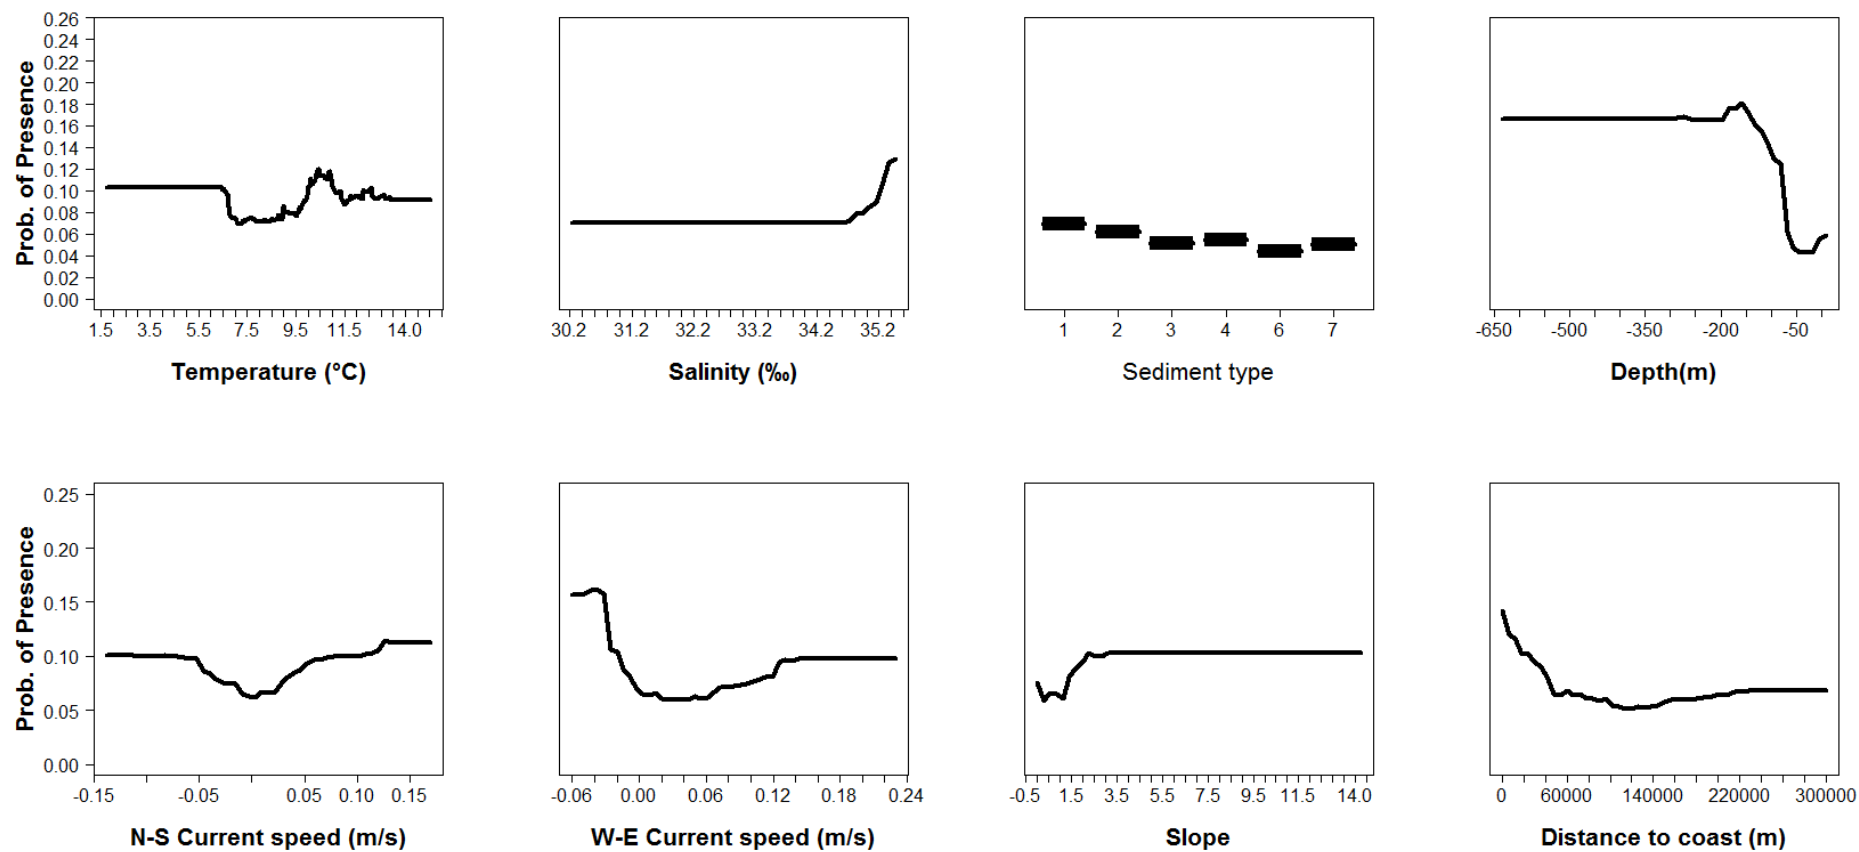 Prob. of Presence
0.26
0.24
0.22
0.20
0.18
0.16
0.14
0.12
0.10
0.08
0.06
0.04
0.02
0.00
1.5 3.5 5.5 7.5 9.5 11.5 14.0
Temperature (°C)
30.2 31.2 32.2 33.2 34.2 35.2
Salinity (‰)
1 2 3 4 6 7
Sediment type
-650 -500 -350 -200 -50
Depth(m)
Prob. of Presence
0.25
0.20
0.15
0.10
0.05
0.00
-0.15 -0.05 0.05 0.10 0.15
N-S Current speed (m/s)
-0.06 0.00 0.06 0.12 0.18 0.24
W-E Current speed (m/s)
-0.5 1.5 3.5 5.5 7.5 9.5 11.5 14.0
Slope
0 60000 140000 220000 300000
Distance to coast (m)